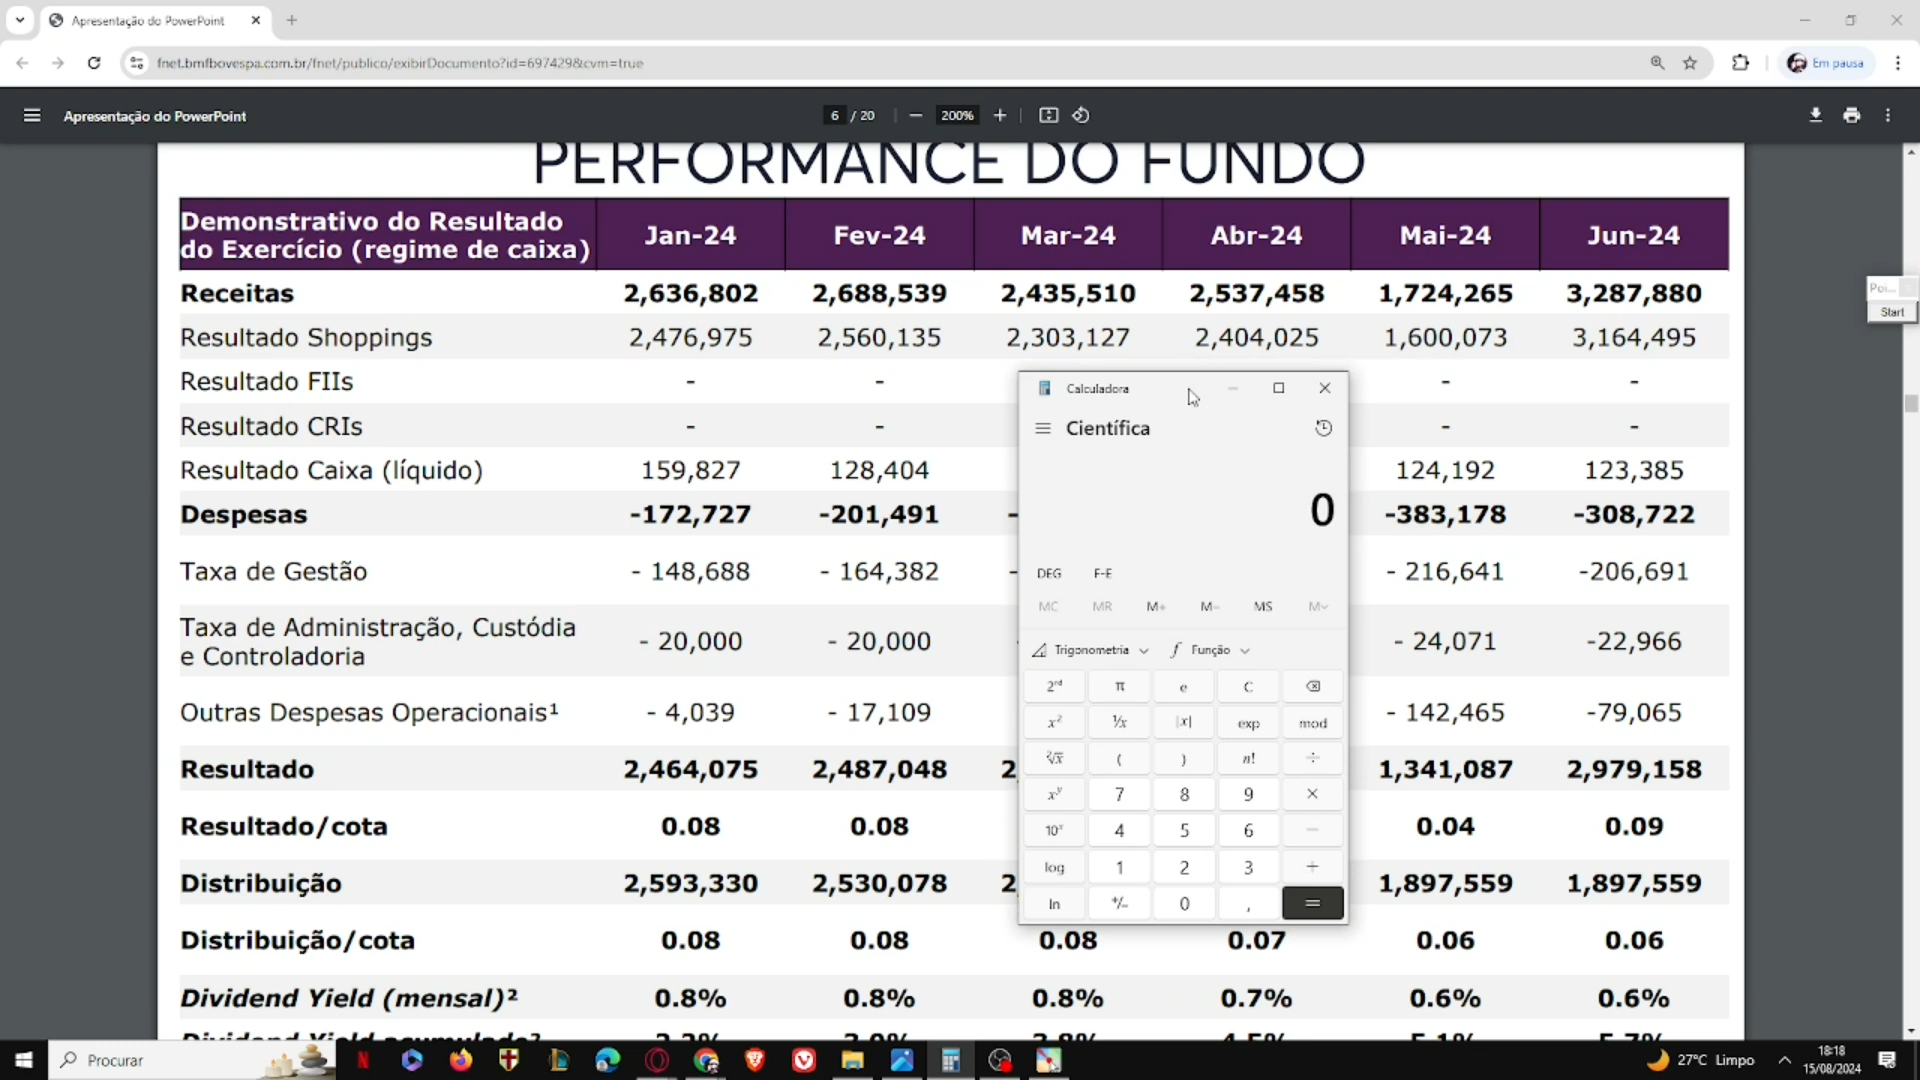 Apresentação do PowerPoint
fnet.bmfbovespa.com.br/fnet/publico/exibirDocumento?id=697429&cvm=true
Em pausa
Apresentação do PowerPoint
6 / 20
200%
PERFORMANCE DO FUNDO
Demonstrativo do Resultado
do Exercício (regime de caixa) Jan-24 Fev-24 Mar-24 Abr-24 Mai-24 Jun-24
Receitas 2,636,802 2,688,539 2,435,510 2,537,458 1,724,265 3,287,880
Poi...
Start
Resultado Shoppings 2,476,975 2,560,135 2,303,127 2,404,025 1,600,073 3,164,495
Resultado FIIs - - - -
Resultado CRIs - - - -
Resultado Caixa (líquido) 159,827 128,404 124,192 123,385
Despesas -172,727 -201,491 - -383,178 -308,722
Taxa de Gestão - 148,688 - 164,382 - - 216,641 -206,691
Taxa de Administração, Custódia
e Controladoria - 20,000 - 20,000 - - 24,071 -22,966
Outras Despesas Operacionais¹ - 4,039 - 17,109 - - 142,465 -79,065
Resultado 2,464,075 2,487,048 2 1,341,087 2,979,158
Resultado/cota 0.08 0.08 0.04 0.09
Distribuição 2,593,330 2,530,078 2 1,897,559 1,897,559
Distribuição/cota 0.08 0.08 0.08 0.07 0.06 0.06
Dividend Yield (mensal)² 0.8% 0.8% 0.8% 0.7% 0.6% 0.6%
Calculadora
Científica
0
DEG F-E
MC MR M+ M- MS M
Trigonometria Função
2ⁿᵈ π e C
x² ¹/x |x| exp mod
²√x ( ) n! ÷
xʸ 7 8 9 ×
10ˣ 4 5 6 −
log 1 2 3 +
ln +/− 0 , =
Procurar
27°C Limpo
18:18
15/08/2024